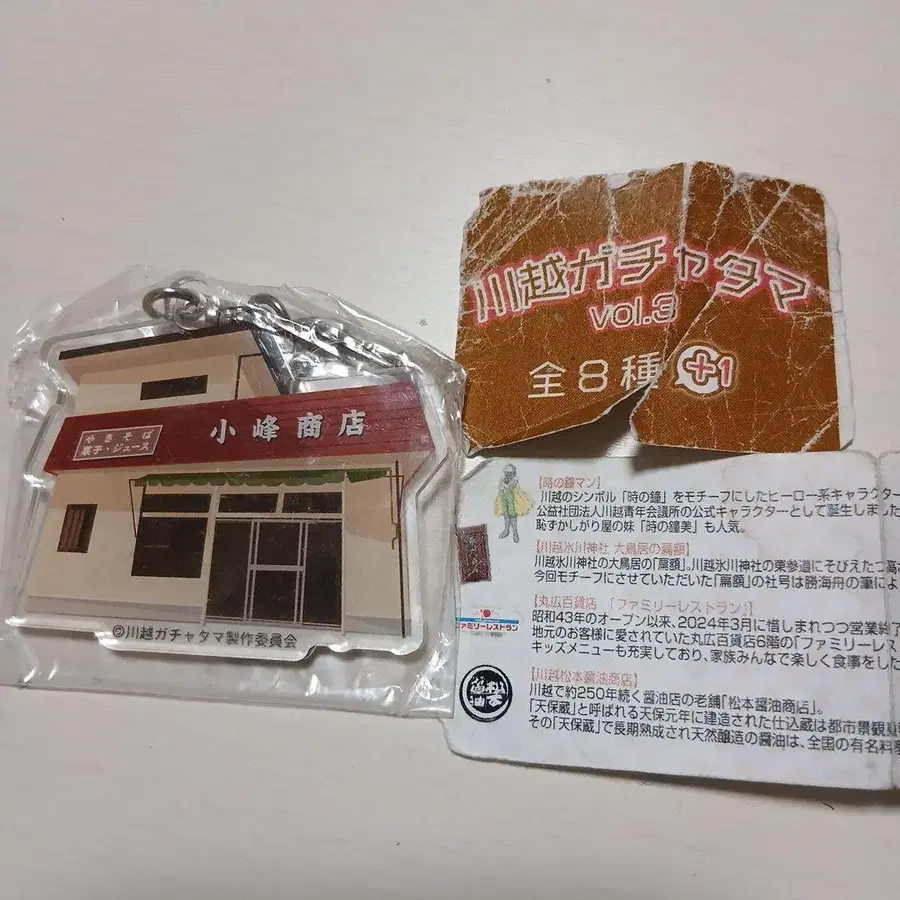 小峰商店
やきそば
菓子・ジュース
©川越ガチャタマ製作委員会
川越ガチャタマ
vol.3
全8種 +1
【時の鐘マン】
川越のシンボル「時の鐘」をモチーフにしたヒーロー系キャラクター
公益社団法人川越青年会議所の公式キャラクターとして誕生しました
恥ずかしがり屋の妹「時の鐘美」も人気。
【川越氷川神社 大鳥居の扁額】
川越氷川神社の大鳥居の「扁額」。川越氷川神社の東参道にそびえたつ高
今回モチーフにさせていただいた「扁額」の社号は勝海舟の筆によ
【丸広百貨店 「ファミリーレストラン」】
昭和43年のオープン以来、2024年3月に惜しまれつつ営業終了
地元のお客様に愛されていた丸広百貨店6階の「ファミリーレス
キッズメニューも充実しており、家族みんなで楽しく食事をした
ファミリーレストラン
【川越松本醤油商店】
川越で約250年続く醤油店の老舗「松本醤油商店」。
「天保蔵」と呼ばれる天保元年に建造された仕込蔵は都市景観重
その「天保蔵」で長期熟成され天然醸造の醤油は、全国の有名料
松本
醤油